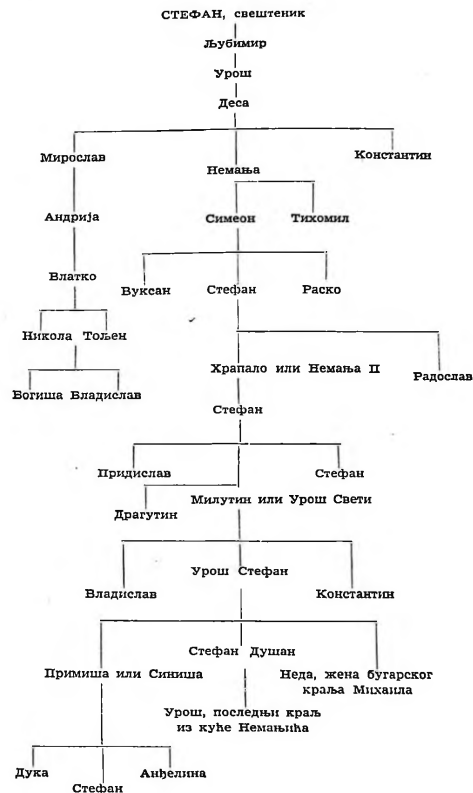 СТЕФАН, свештеник
Љубимир
Урош
Деса
Мирослав
Немања
Константин
Андрија
Симеон
Тихомил
Влатко
Вуксан
Стефан
Раско
Никола Тољен
Храпало или Немања II
Радослав
Вогиша Владислав
Стефан
Придислав
Стефан
Драгутин
Милутин или Урош Свети
Владислав
Урош Стефан
Константин
Стефан Душан
Примиша или Синиша
Неда, жена бугарског
краља Михаила
Урош, последњи краљ
из куће Немањића
Дука
Стефан
Анђелина